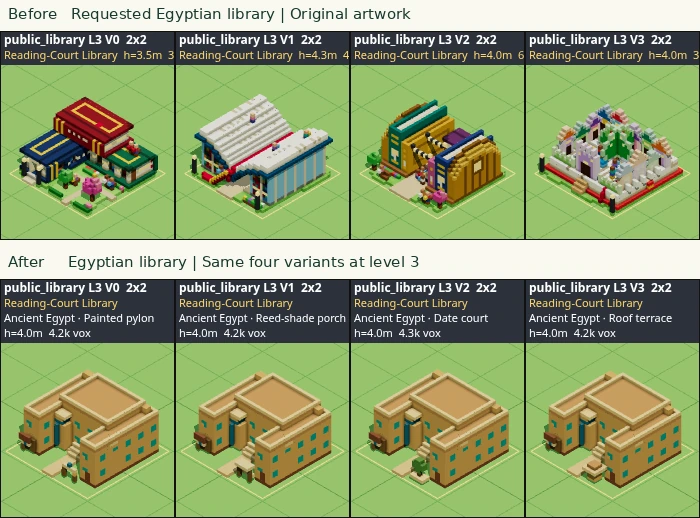 Before Requested Egyptian library | Original artwork
public_library L3 V0 2x2
Reading-Court Library h=3.5m 3
public_library L3 V1 2x2
Reading-Court Library h=4.3m 4
public_library L3 V2 2x2
Reading-Court Library h=4.0m 6
public_library L3 V3 2x2
Reading-Court Library h=4.0m 3
After Egyptian library | Same four variants at level 3
public_library L3 V0 2x2
Reading-Court Library
Ancient Egypt · Painted pylon
h=4.0m 4.2k vox
public_library L3 V1 2x2
Reading-Court Library
Ancient Egypt · Reed-shade porch
h=4.0m 4.2k vox
public_library L3 V2 2x2
Reading-Court Library
Ancient Egypt · Date court
h=4.0m 4.3k vox
public_library L3 V3 2x2
Reading-Court Library
Ancient Egypt · Roof terrace
h=4.0m 4.2k vox